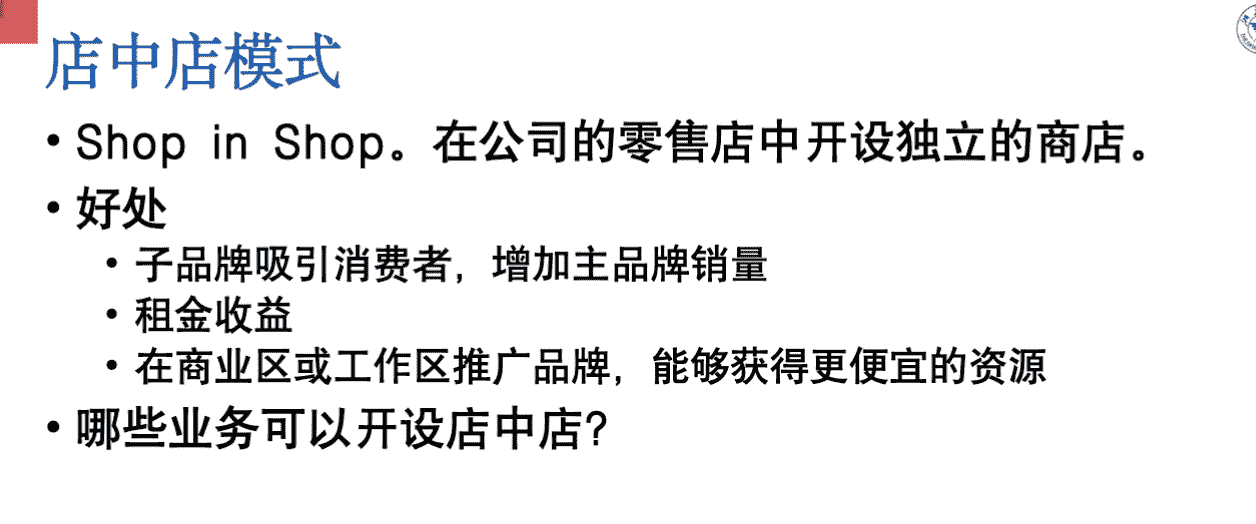 店中店模式
• Shop in Shop。在公司的零售店中开设独立的商店。
• 好处
• 子品牌吸引消费者，增加主品牌销量
• 租金收益
• 在商业区或工作区推广品牌，能够获得更便宜的资源
• 哪些业务可以开设店中店？